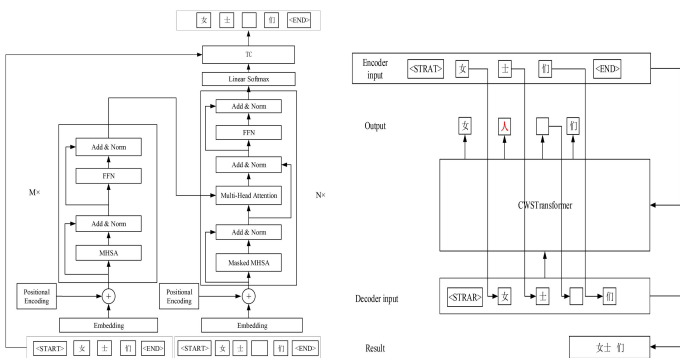 女 士 们 <END>
TC
Linear Softmax
Add & Norm
FFN
Add & Norm
Multi-Head Attention
Add & Norm
Masked MHSA
N×
Positional Encoding
+
Embedding
<START> 女 士 们 <END>
Add & Norm
FFN
Add & Norm
MHSA
M×
Positional Encoding
+
Embedding
<START> 女 士 们 <END>
Encoder input
<STRAT> 女 士 们 <END>
Output
女 人 们
CWSTransformer
Decoder input
<STRAR> 女 士 们
Result
女士 们